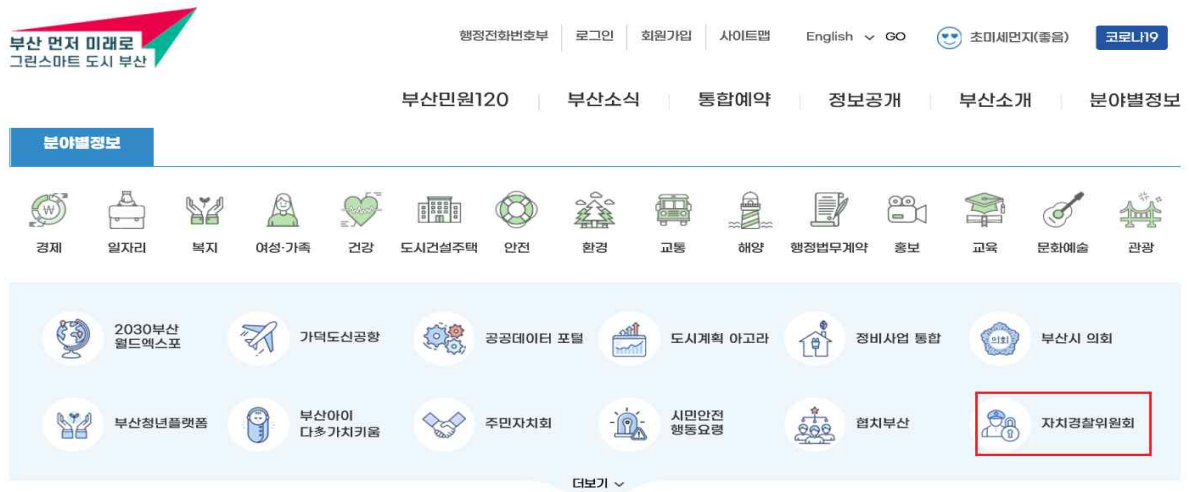 부산 먼저 미래로
그린스마트 도시 부산
행정전화번호부 로그인 회원가입 사이트맵 English GO 초미세먼지(좋음) 코로나19
부산민원120 부산소식 통합예약 정보공개 부산소개 분야별정보
분야별정보
₩
경제 일자리 복지 여성·가족 건강 도시건설주택 안전 환경 교통 해양 행정법무계약 홍보 교육 문화예술 관광
2030부산
월드엑스포
가덕도신공항
공공데이터 포털
도시계획 아고라
정비사업 통합
의회
부산시 의회
부산청년플랫폼
부산아이
다多가치키움
주민자치회
시민안전
행동요령
협치부산
자치경찰위원회
더보기